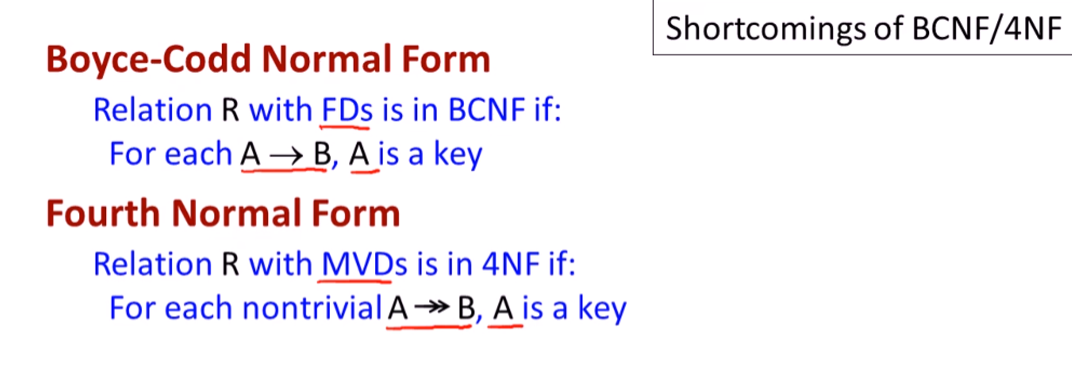 Shortcomings of BCNF/4NF
Boyce-Codd Normal Form
Relation R with FDs is in BCNF if:
For each A → B, A is a key
Fourth Normal Form
Relation R with MVDs is in 4NF if:
For each nontrivial A ↠ B, A is a key